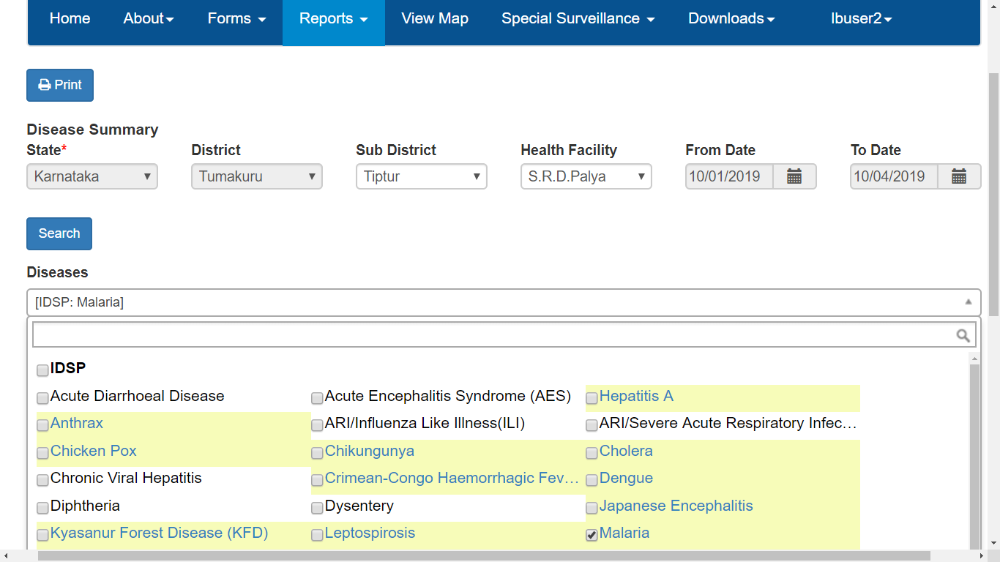 Home About Forms Reports View Map Special Surveillance Downloads lbuser2
Print
Disease Summary
State* District Sub District Health Facility From Date To Date
Karnataka Tumakuru Tiptur S.R.D.Palya 10/01/2019 10/04/2019
Search
Diseases
[IDSP: Malaria]
IDSP
Acute Diarrhoeal Disease Acute Encephalitis Syndrome (AES) Hepatitis A
Anthrax ARI/Influenza Like Illness(ILI) ARI/Severe Acute Respiratory Infec...
Chicken Pox Chikungunya Cholera
Chronic Viral Hepatitis Crimean-Congo Haemorrhagic Fev... Dengue
Diphtheria Dysentery Japanese Encephalitis
Kyasanur Forest Disease (KFD) Leptospirosis Malaria